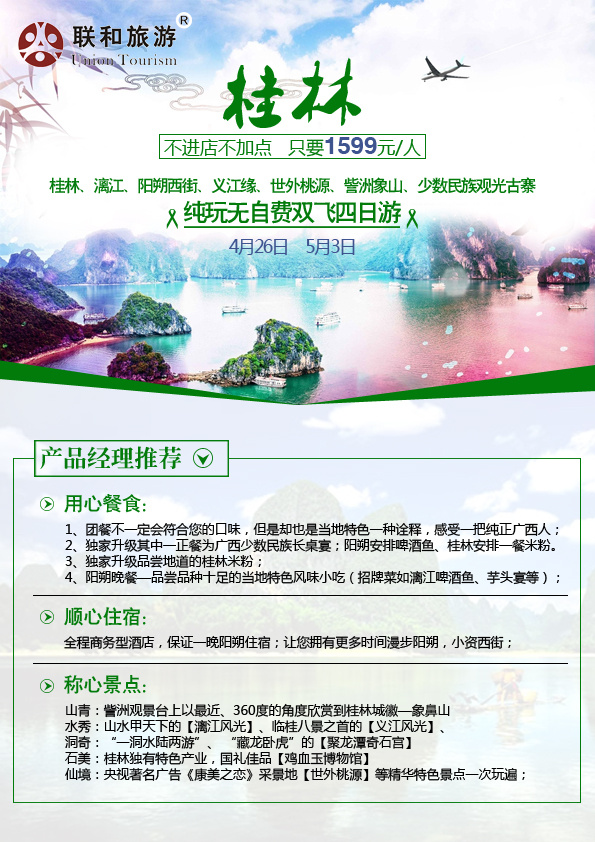 联和旅游®
Union Tourism
桂林
不进店不加点 只要1599元/人
桂林、漓江、阳朔西街、义江缘、世外桃源、訾洲象山、少数民族观光古寨
纯玩无自费双飞四日游
4月26日 5月3日
产品经理推荐
用心餐食:
1、团餐不一定会符合您的口味，但是却也是当地特色一种诠释，感受一把纯正广西人；
2、独家升级其中一正餐为广西少数民族长桌宴；阳朔安排啤酒鱼、桂林安排一餐米粉。
3、独家升级品尝地道的桂林米粉；
4、阳朔晚餐—品尝品种十足的当地特色风味小吃（招牌菜如漓江啤酒鱼、芋头宴等）；
顺心住宿:
全程商务型酒店，保证一晚阳朔住宿；让您拥有更多时间漫步阳朔，小资西街；
称心景点:
山青：訾洲观景台上以最近、360度的角度欣赏到桂林城徽—象鼻山
水秀：山水甲天下的【漓江风光】、临桂八景之首的【义江风光】、
洞奇：“一洞水陆两游”、“藏龙卧虎”的【聚龙潭奇石宫】
石美：桂林独有特色产业，国礼佳品【鸡血玉博物馆】
仙境：央视著名广告《康美之恋》采景地【世外桃源】等精华特色景点一次玩遍；